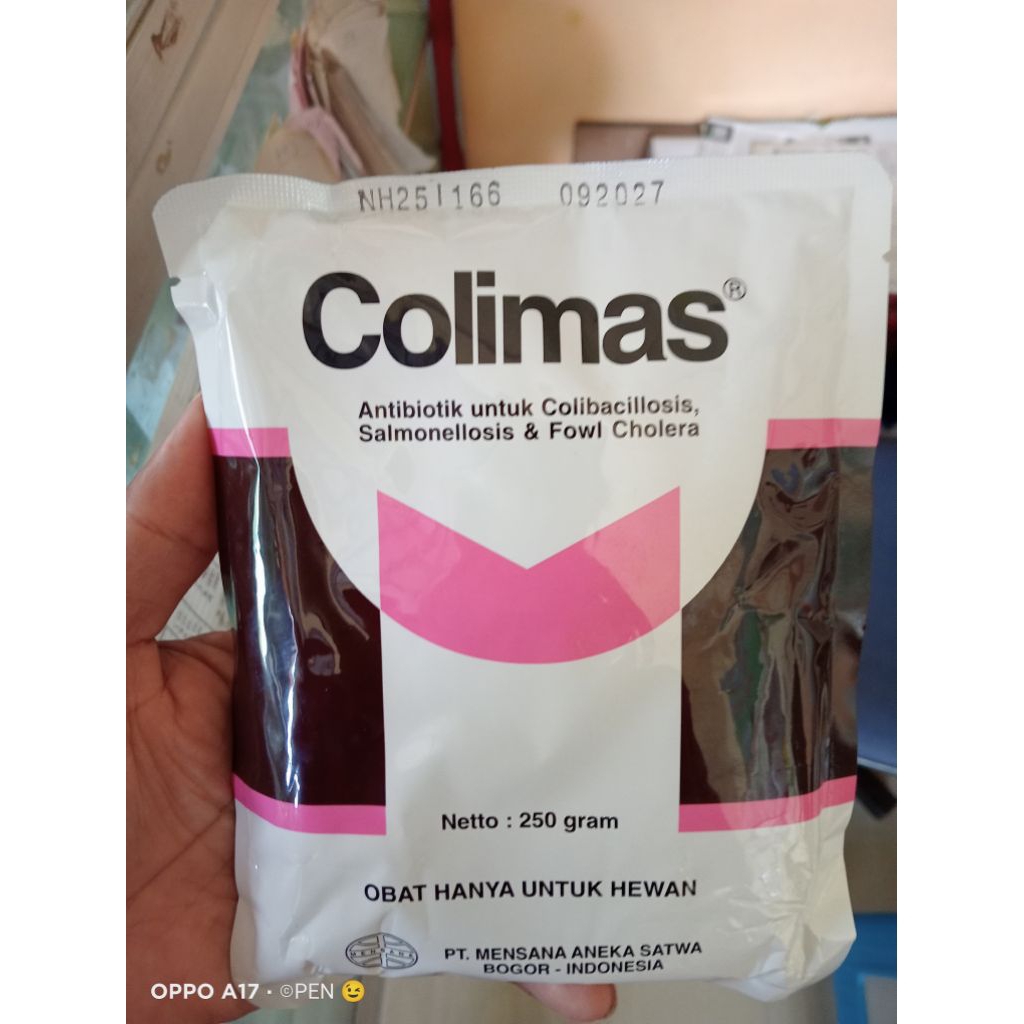 NH25I166 092027
Colimas®
Antibiotik untuk Colibacillosis,
Salmonellosis & Fowl Cholera
Netto : 250 gram
OBAT HANYA UNTUK HEWAN
MENSANA
PT. MENSANA ANEKA SATWA
BOGOR - INDONESIA
OPPO A17 · ©PEN 😉